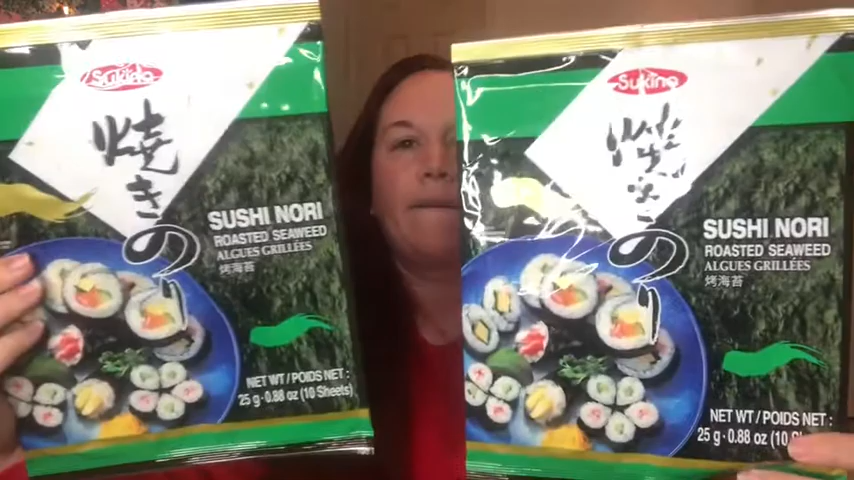 Sukina
焼きのり
SUSHI NORI
ROASTED SEAWEED
ALGUES GRILLÉES
烤海苔
NET WT/POIDS NET:
25 g · 0.88 oz (10 Sheets)
Sukina
焼きのり
SUSHI NORI
ROASTED SEAWEED
ALGUES GRILLÉES
烤海苔
NET WT/POIDS NET:
25 g · 0.88 oz (10